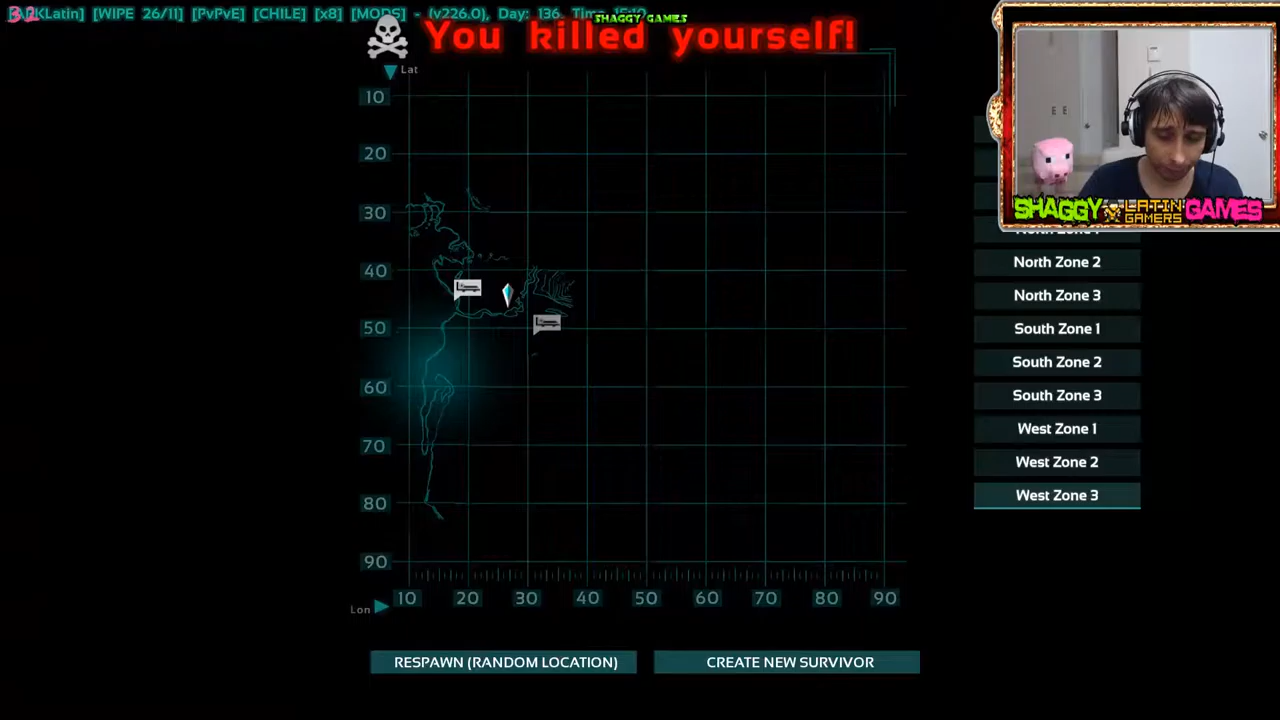 [ARKLatin] [WIPE 26/11] [PvPvE] [CHILE] [x8] [MODS] - (v226.0), Day: 136, Time
SHAGGY GAMES
You killed yourself!
Lat
10
20
30
40
50
60
70
80
90
Lon
10 20 30 40 50 60 70 80 90
RESPAWN (RANDOM LOCATION)
CREATE NEW SURVIVOR
SHAGGY LATIN GAMERS GAMES
North Zone 2
North Zone 3
South Zone 1
South Zone 2
South Zone 3
West Zone 1
West Zone 2
West Zone 3